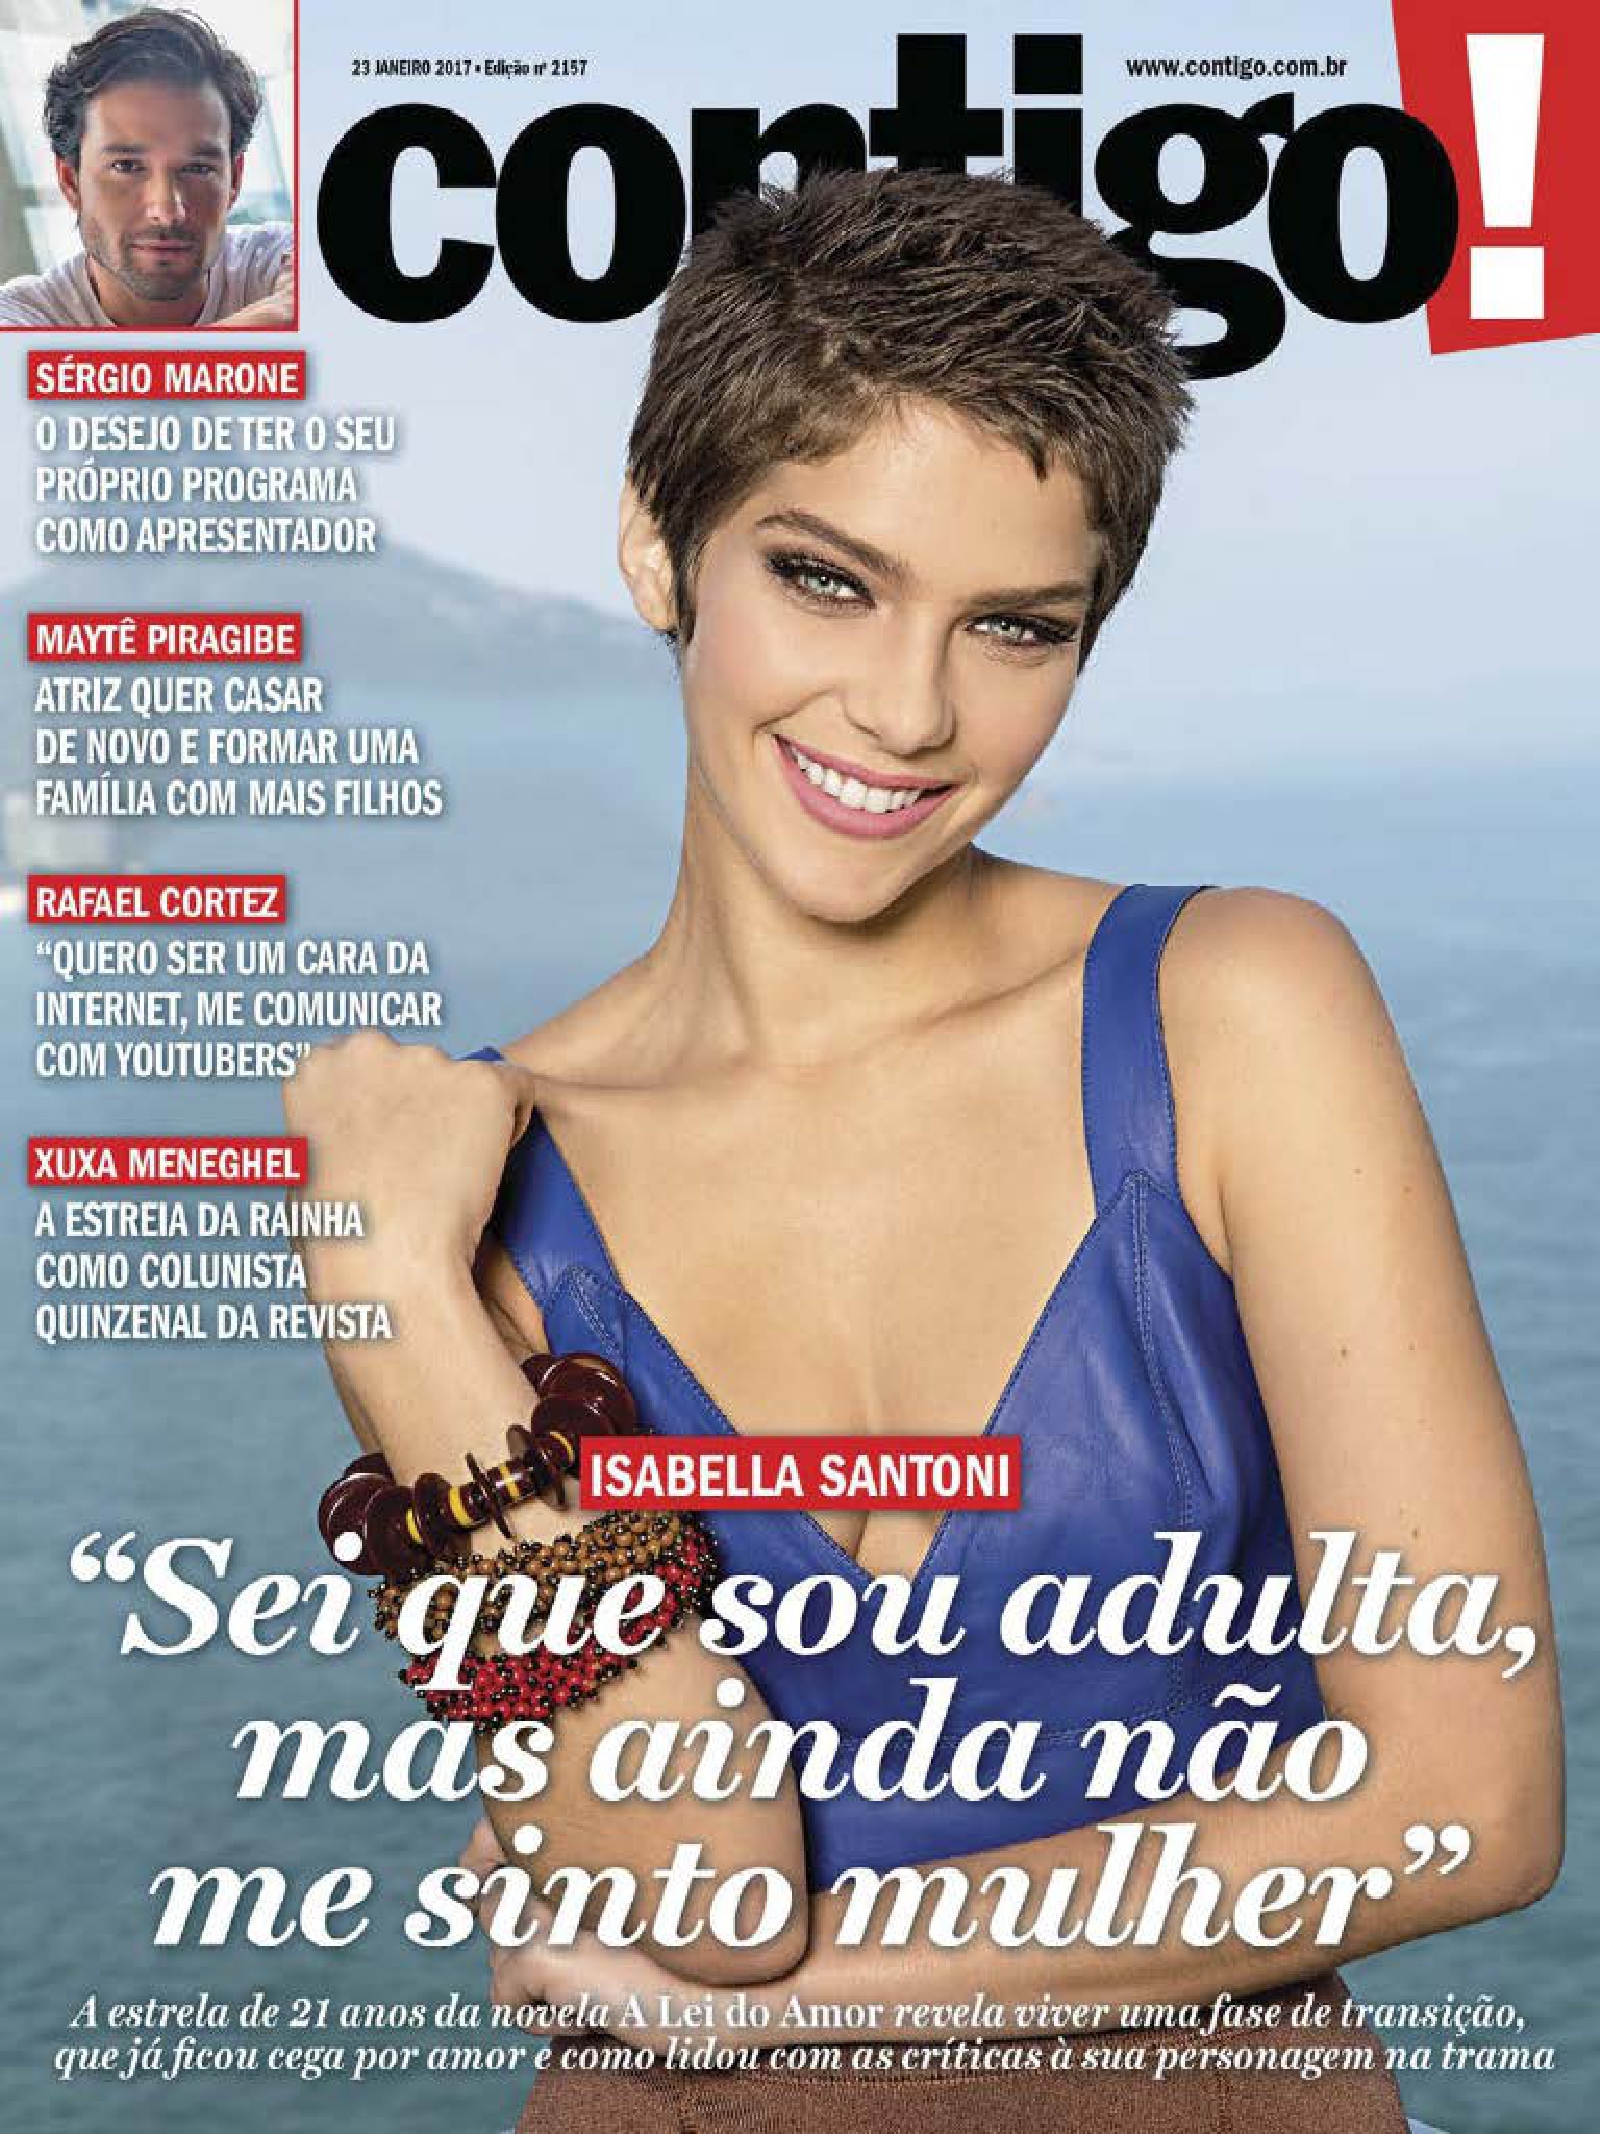 23 JANEIRO 2017 • Edição nº 2157
www.contigo.com.br
contigo!
SÉRGIO MARONE
O DESEJO DE TER O SEU
PRÓPRIO PROGRAMA
COMO APRESENTADOR
MAYTÊ PIRAGIBE
ATRIZ QUER CASAR
DE NOVO E FORMAR UMA
FAMÍLIA COM MAIS FILHOS
RAFAEL CORTEZ
“QUERO SER UM CARA DA
INTERNET, ME COMUNICAR
COM YOUTUBERS”
XUXA MENEGHEL
A ESTREIA DA RAINHA
COMO COLUNISTA
QUINZENAL DA REVISTA
ISABELLA SANTONI
“Sei que sou adulta,
mas ainda não
me sinto mulher”
A estrela de 21 anos da novela A Lei do Amor revela viver uma fase de transição,
que já ficou cega por amor e como lidou com as críticas à sua personagem na trama